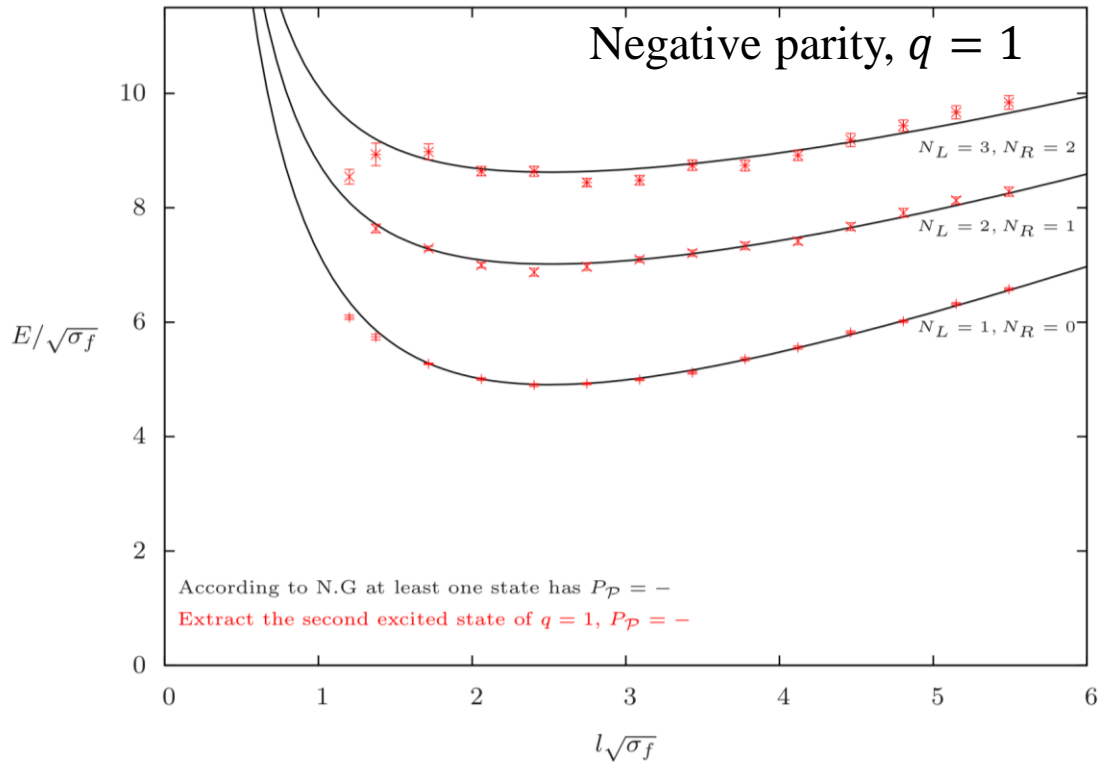 Negative parity, q = 1
10
8
6
4
2
0
E/√σ_f
N_L = 3, N_R = 2
N_L = 2, N_R = 1
N_L = 1, N_R = 0
According to N.G at least one state has P_𝒫 = −
Extract the second excited state of q = 1, P_𝒫 = −
0 1 2 3 4 5 6
l√σ_f